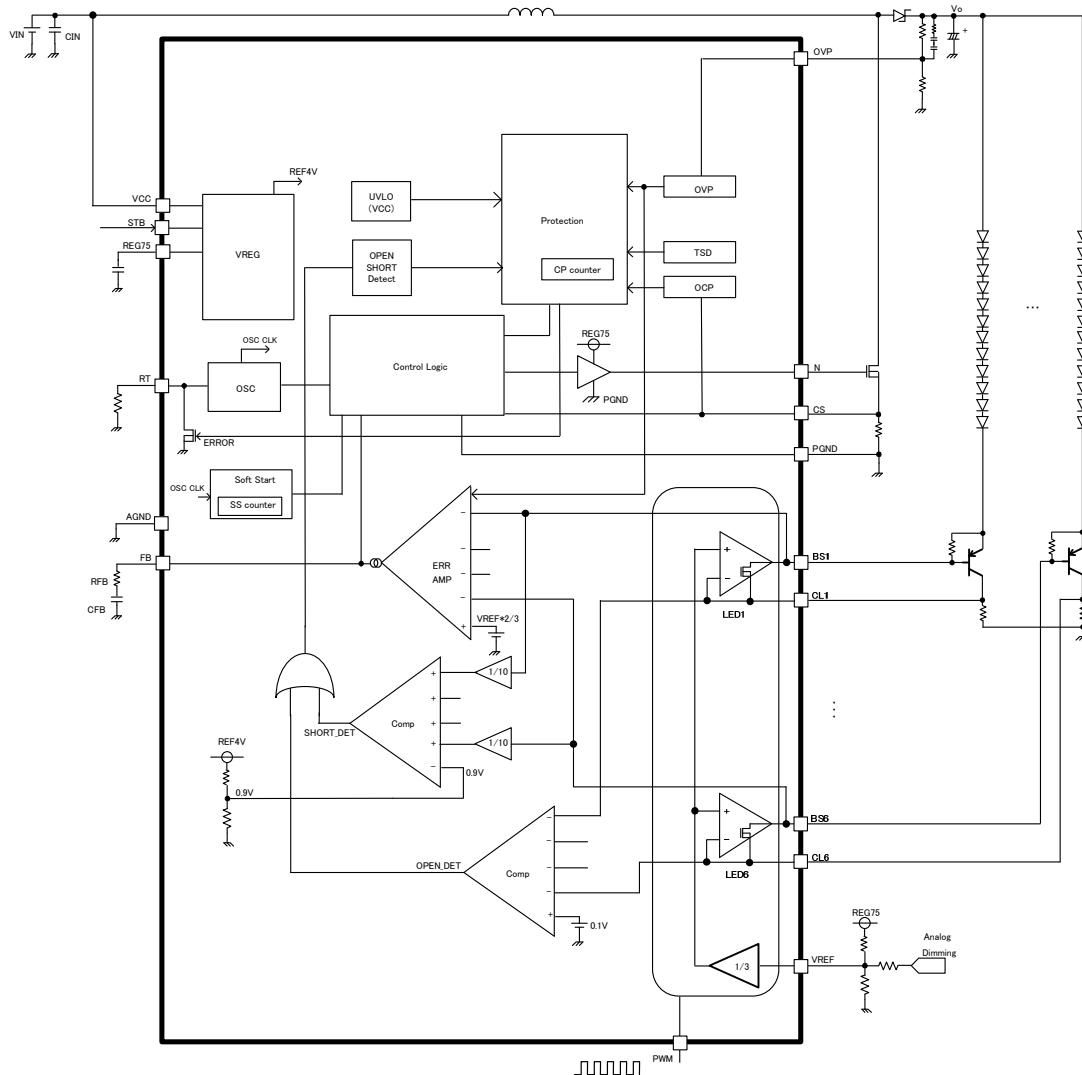 Vo
VIN
CIN
+
OVP
REF4V
UVLO
(VCC)
OVP
VCC
Protection
STB
VREG
REG75
OPEN
SHORT
Detect
TSD
CP counter
OCP
...
OSC CLK
REG75
Control Logic
RT
OSC
N
PGND
CS
ERROR
PGND
Soft Start
OSC CLK
SS counter
AGND
FB
ERR
AMP
BS1
RFB
CL1
CFB
LED1
VREF*2/3
1/10
Comp
SHORT_DET
1/10
REF4V
0.9V
0.9V
BS6
OPEN_DET
Comp
CL6
LED6
REG75
0.1V
Analog
Dimming
VREF
1/3
PWM